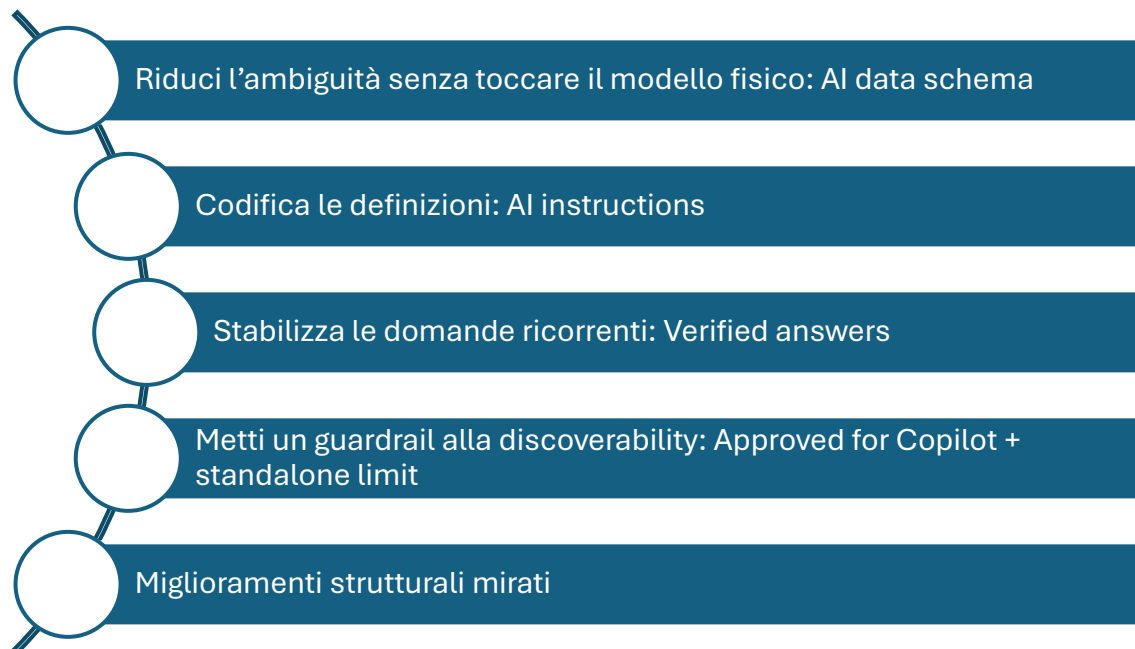 Riduci l’ambiguità senza toccare il modello fisico: AI data schema
Codifica le definizioni: AI instructions
Stabilizza le domande ricorrenti: Verified answers
Metti un guardrail alla discoverability: Approved for Copilot +
standalone limit
Miglioramenti strutturali mirati